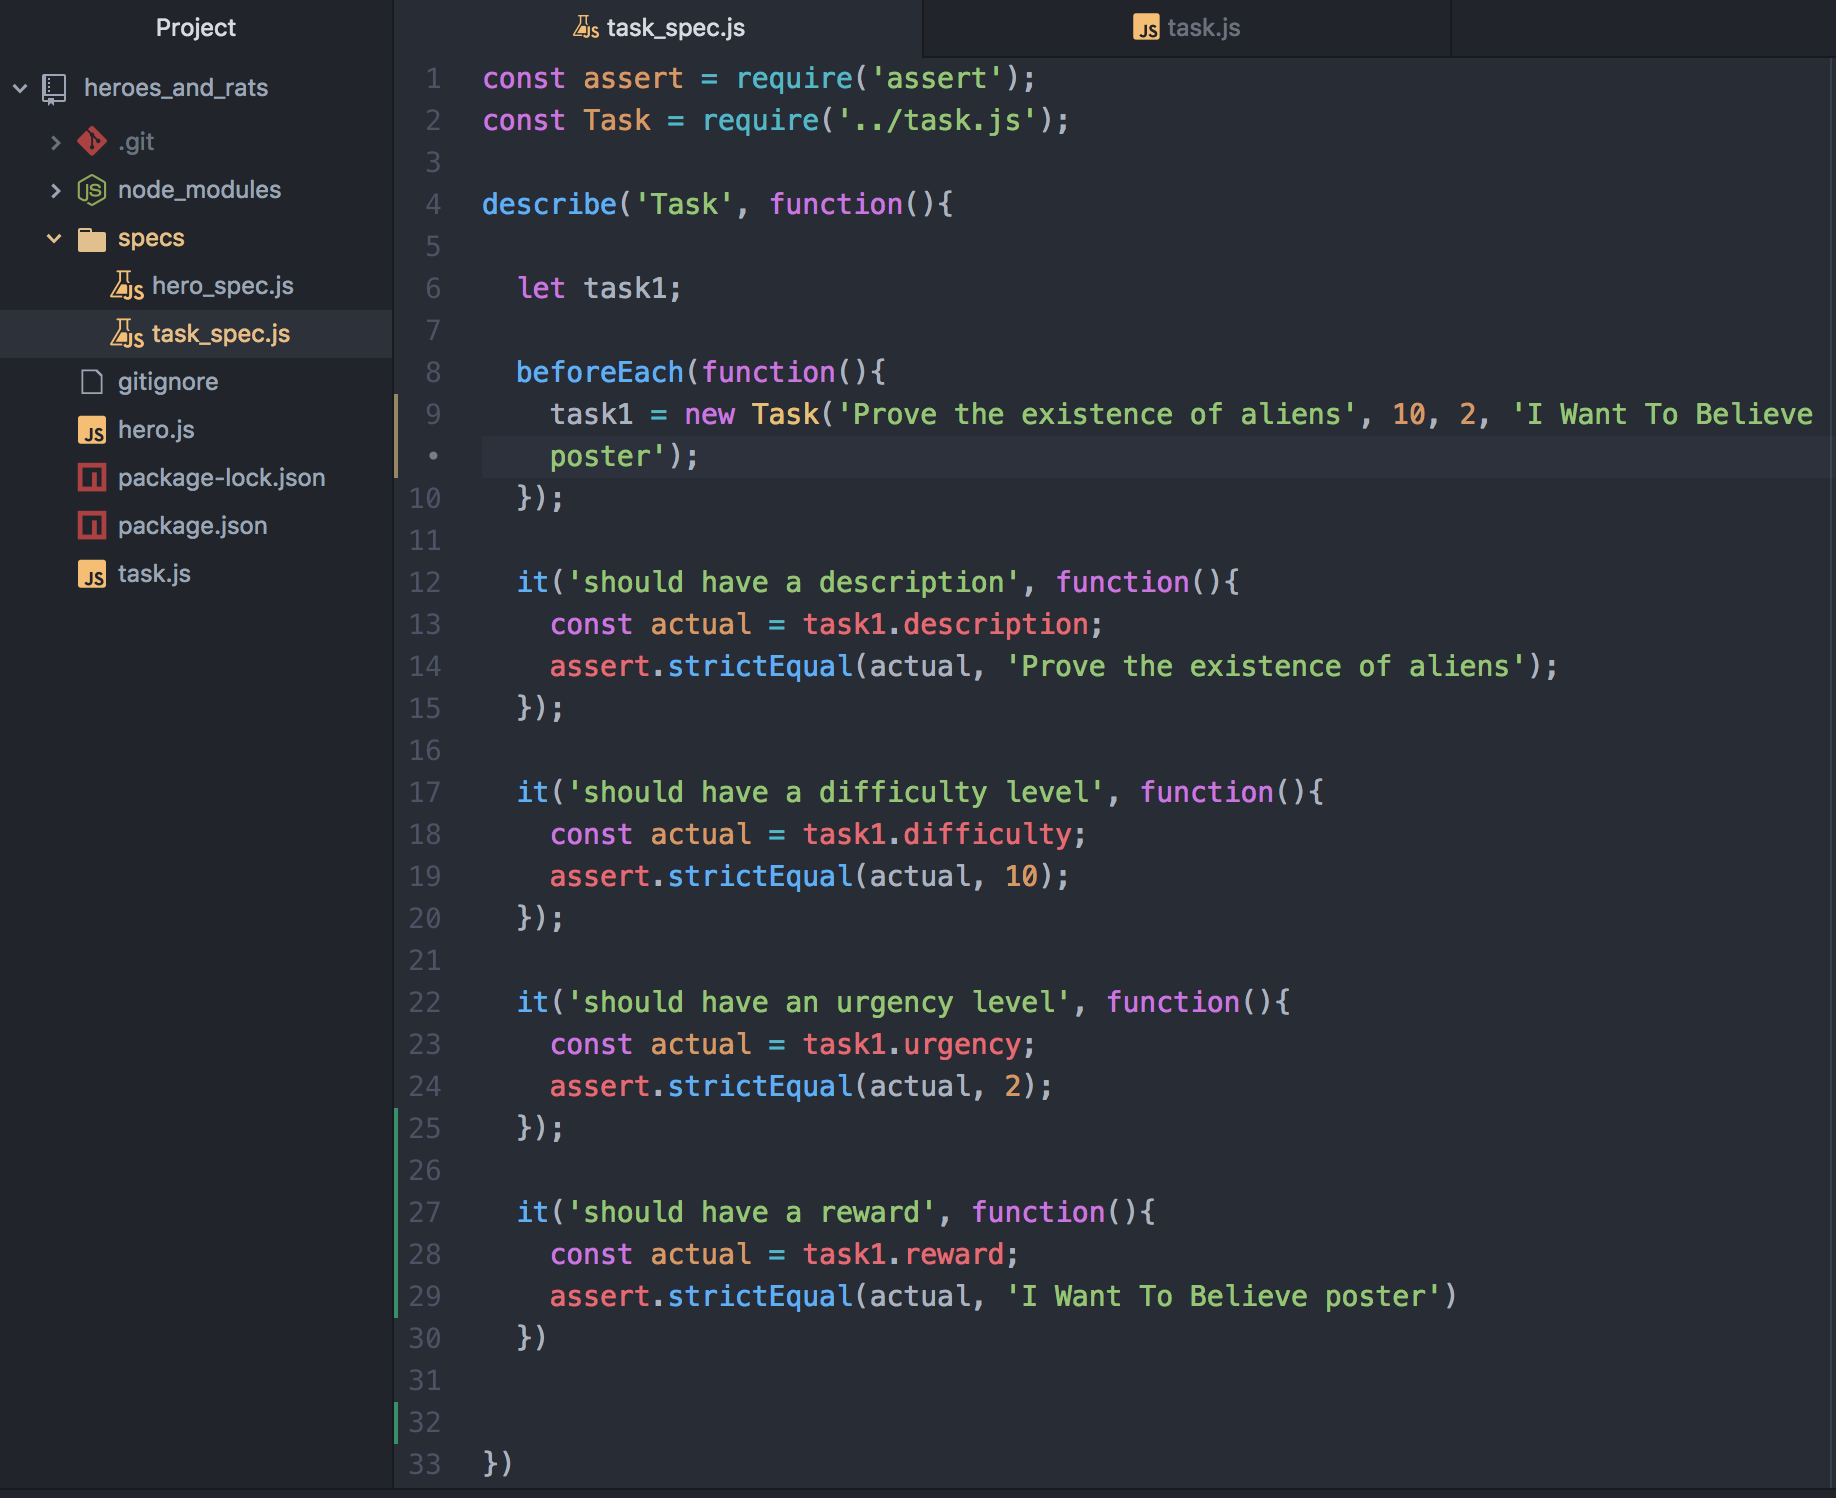 Project
heroes_and_rats
.git
node_modules
specs
hero_spec.js
task_spec.js
gitignore
hero.js
package-lock.json
package.json
task.js
task_spec.js
task.js
1 const assert = require('assert');
2 const Task = require('../task.js');
3
4 describe('Task', function(){
5
6   let task1;
7
8   beforeEach(function(){
9     task1 = new Task('Prove the existence of aliens', 10, 2, 'I Want To Believe
•     poster');
10   });
11
12   it('should have a description', function(){
13     const actual = task1.description;
14     assert.strictEqual(actual, 'Prove the existence of aliens');
15   });
16
17   it('should have a difficulty level', function(){
18     const actual = task1.difficulty;
19     assert.strictEqual(actual, 10);
20   });
21
22   it('should have an urgency level', function(){
23     const actual = task1.urgency;
24     assert.strictEqual(actual, 2);
25   });
26
27   it('should have a reward', function(){
28     const actual = task1.reward;
29     assert.strictEqual(actual, 'I Want To Believe poster')
30   })
31
32
33 })